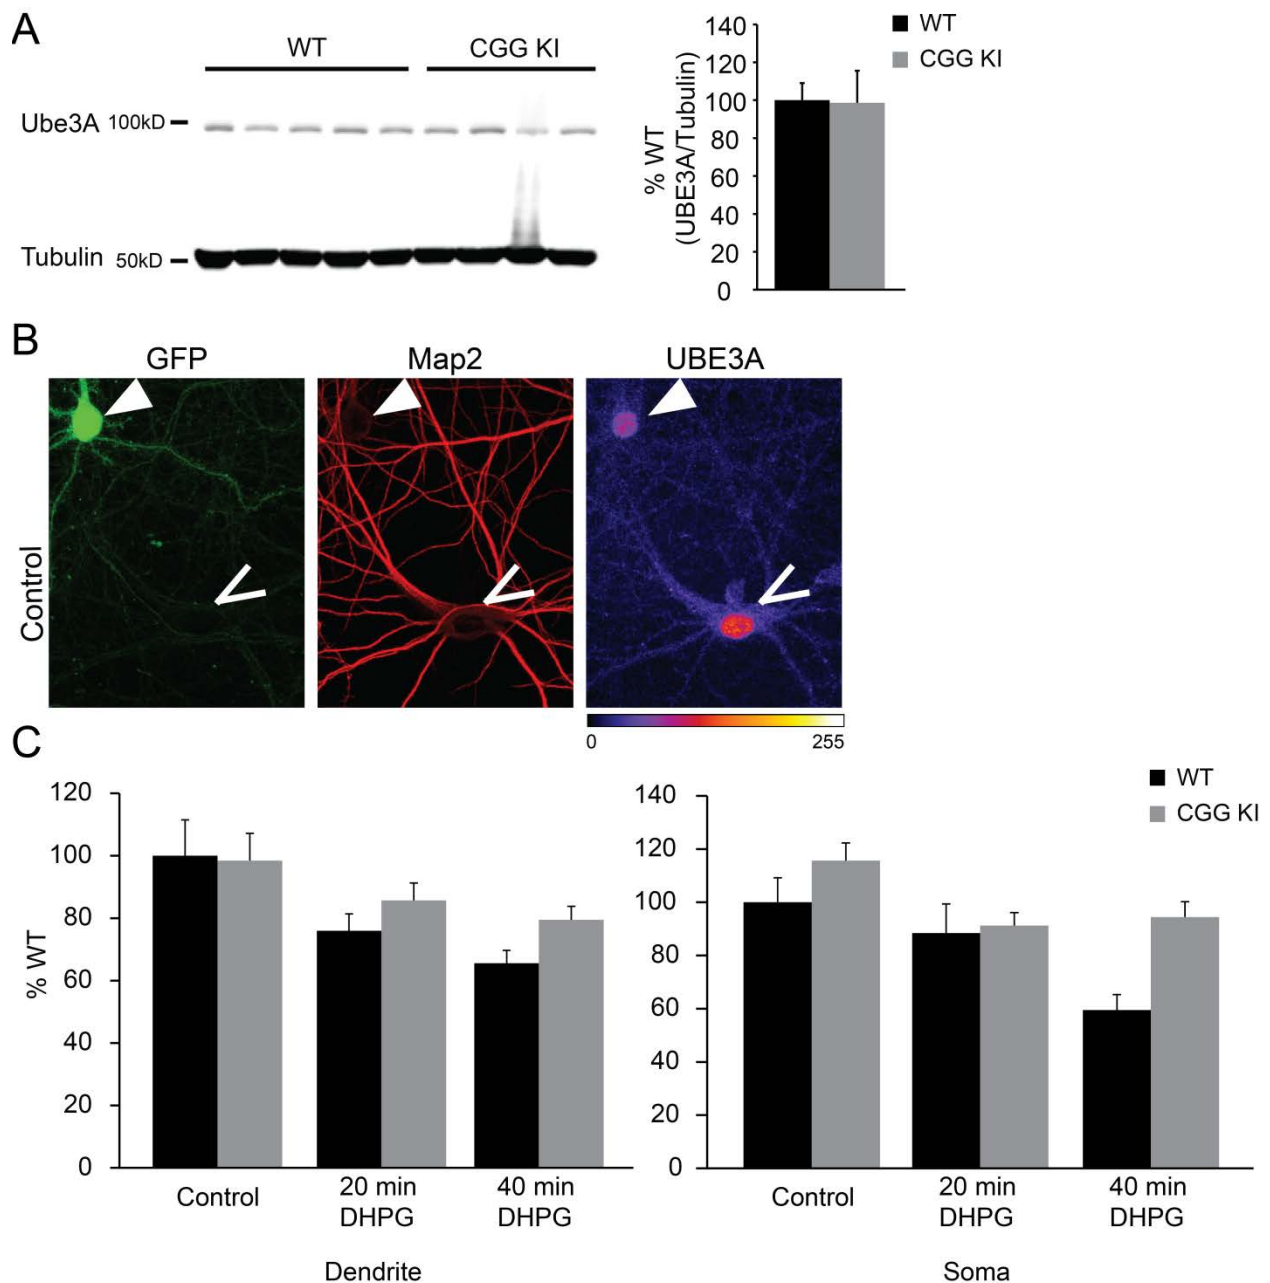 A
WT
CGG KI
Ube3A
100kD
Tubulin
50kD
% WT
(UBE3A/Tubulin)
140
120
100
80
60
40
20
0
WT
CGG KI
B
GFP
Map2
UBE3A
Control
0
255
C
% WT
120
100
80
60
40
20
0
Control
20 min
DHPG
40 min
DHPG
Dendrite
140
120
100
80
60
40
20
0
Control
20 min
DHPG
40 min
DHPG
Soma
WT
CGG KI